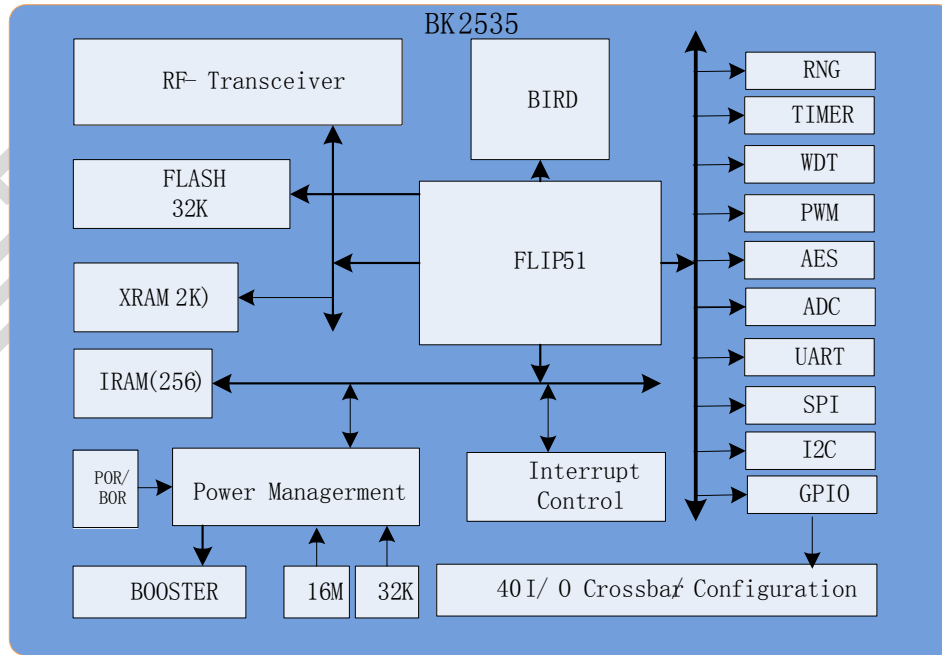 BK2535
RF- Transceiver
BIRD
FLASH
32K
FLIP51
XRAM 2K)
IRAM(256)
POR/
BOR
Power Managerment
Interrupt
Control
BOOSTER
16M
32K
40I/ O Crossbar/ Configuration
RNG
TIMER
WDT
PWM
AES
ADC
UART
SPI
I2C
GPIO